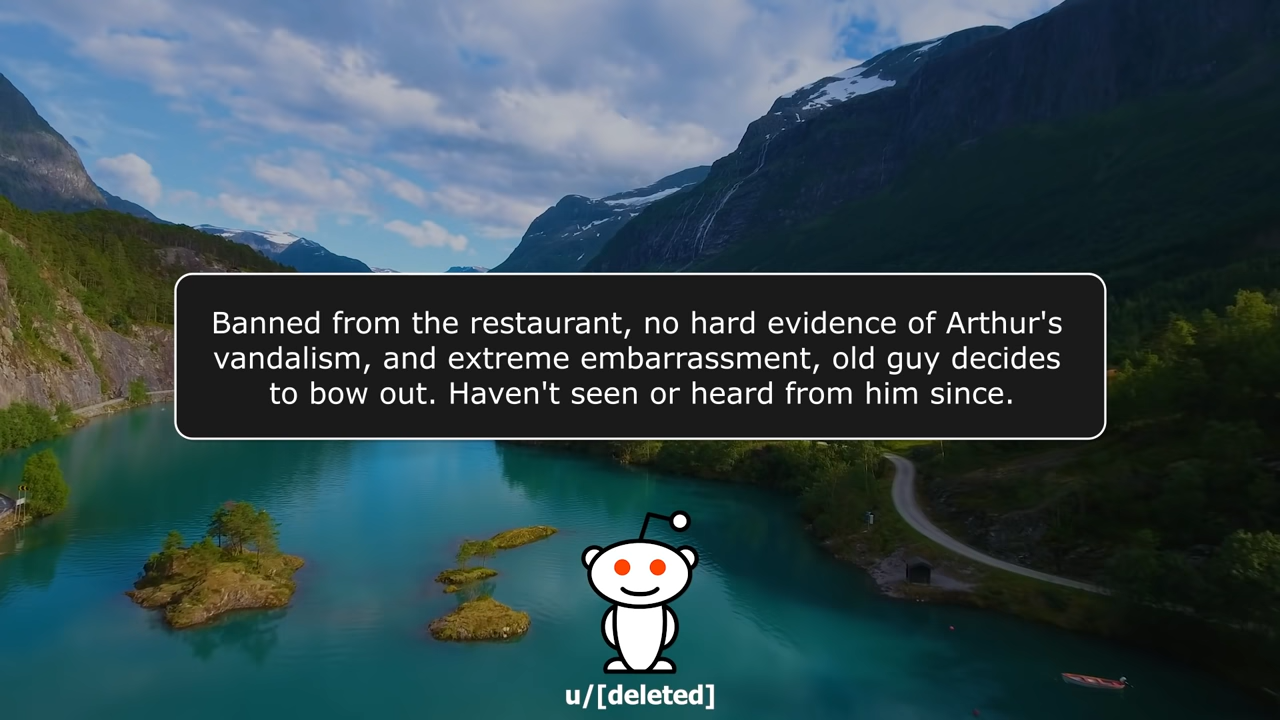 Banned from the restaurant, no hard evidence of Arthur's
vandalism, and extreme embarrassment, old guy decides
to bow out. Haven't seen or heard from him since.
u/[deleted]